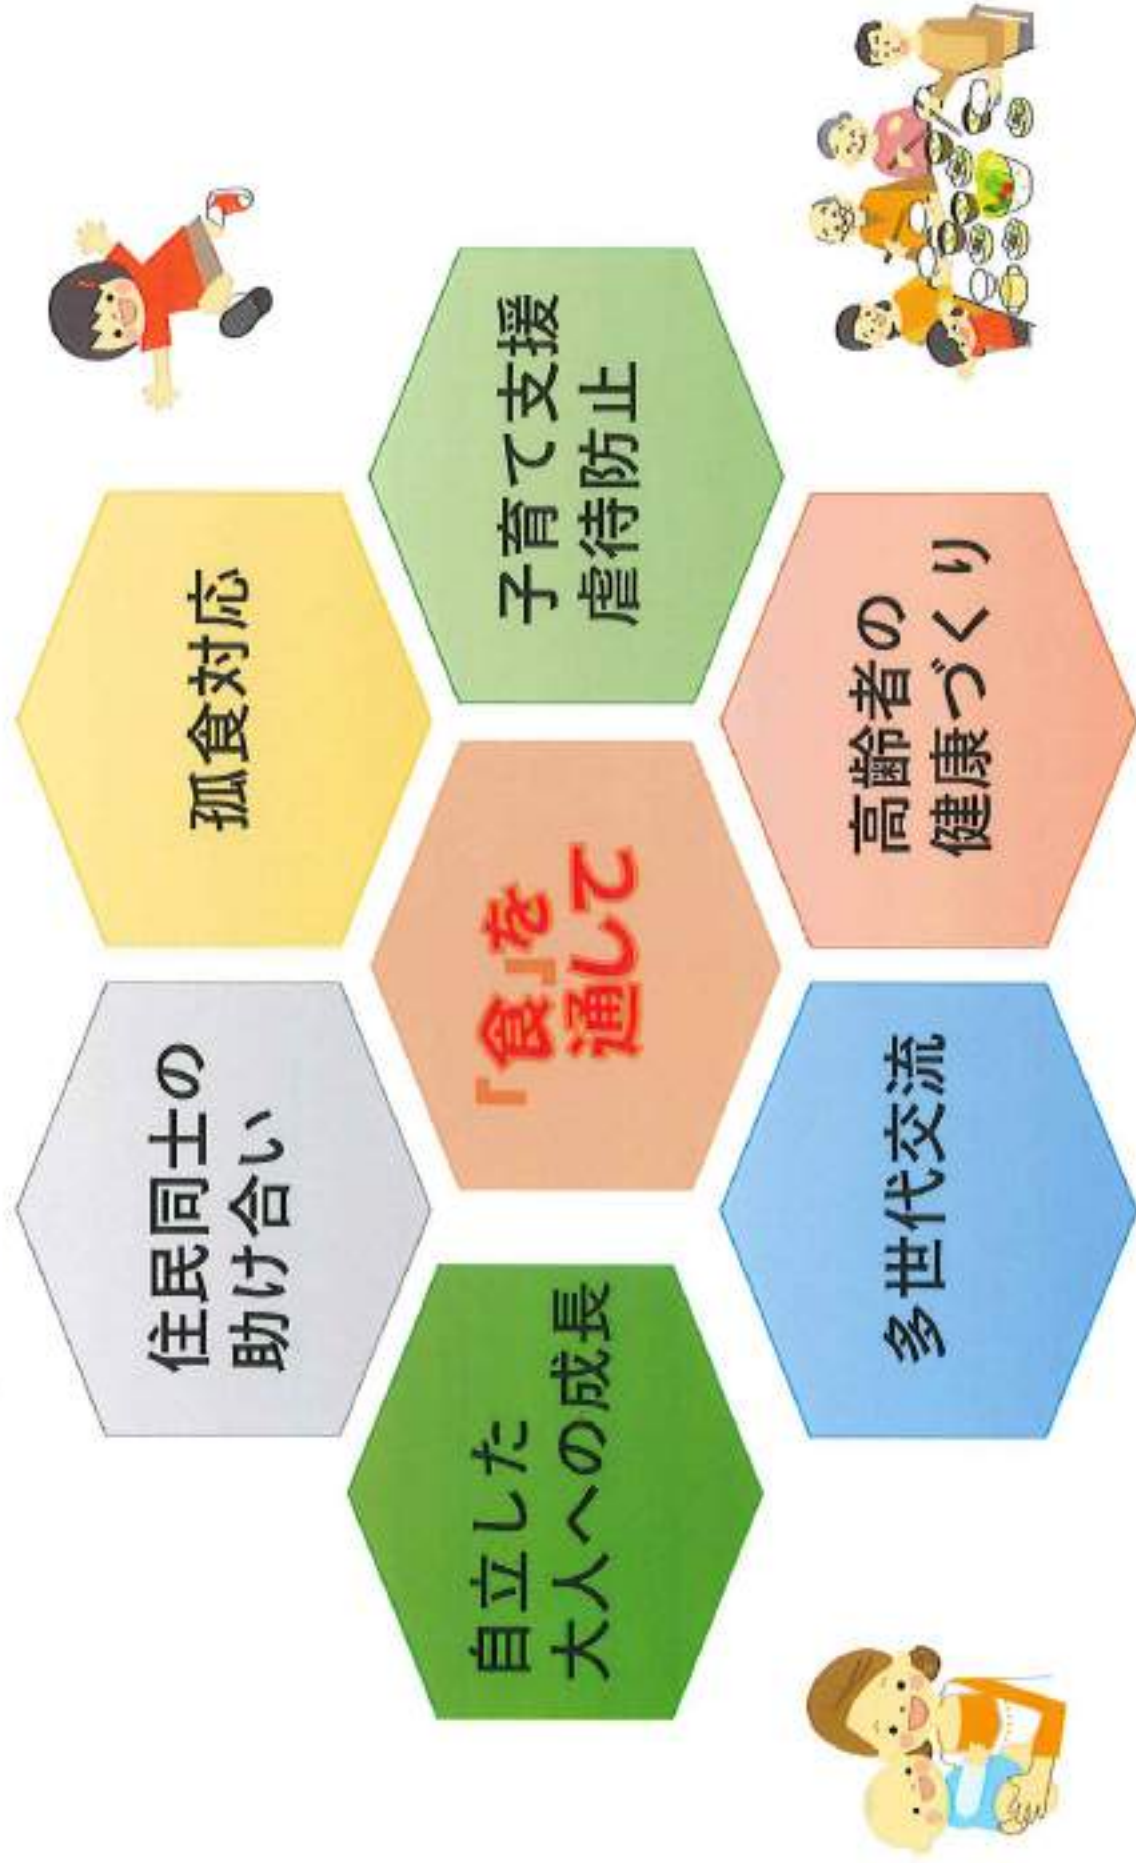 住民同士の
助け合い
孤食対応
自立した
大人への成長
「食」を
通して
子育て支援
虐待防止
多世代交流
高齢者の
健康づくり